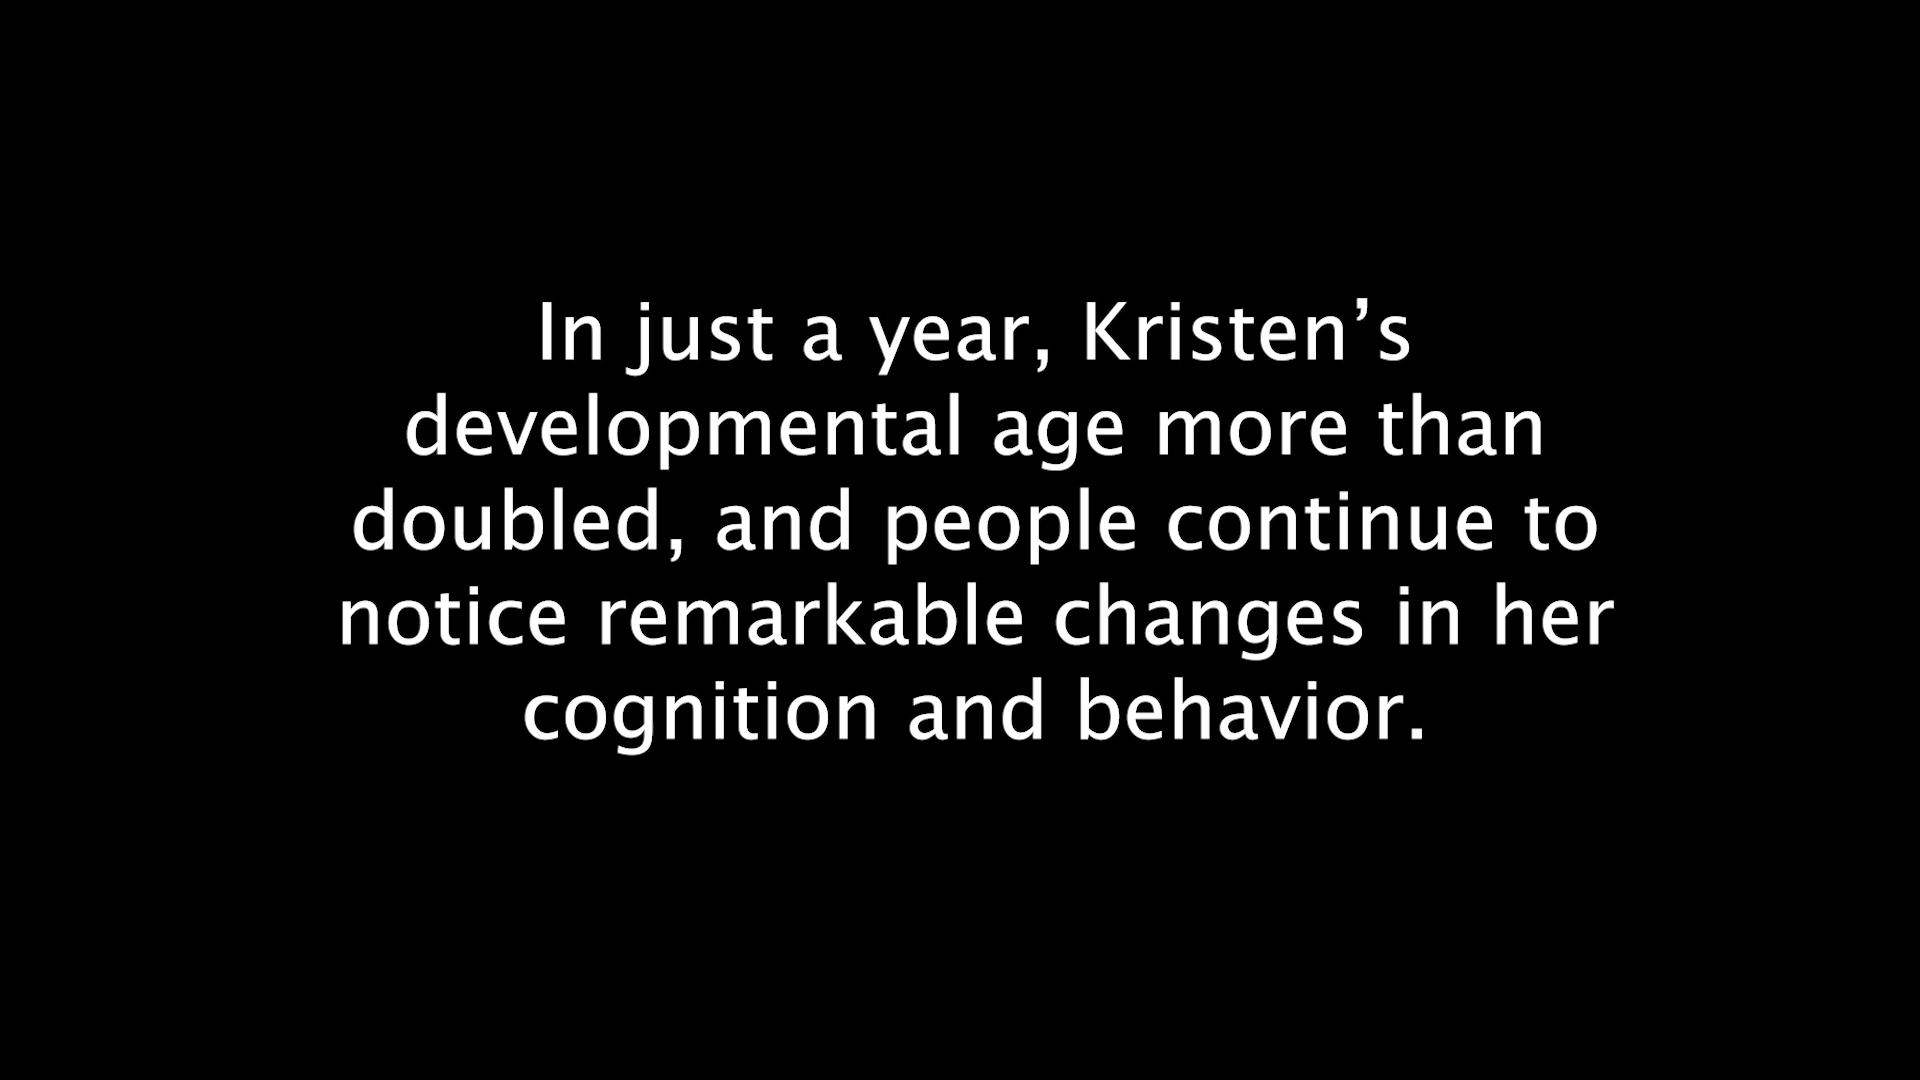 In just a year, Kristen’s
developmental age more than
doubled, and people continue to
notice remarkable changes in her
cognition and behavior.